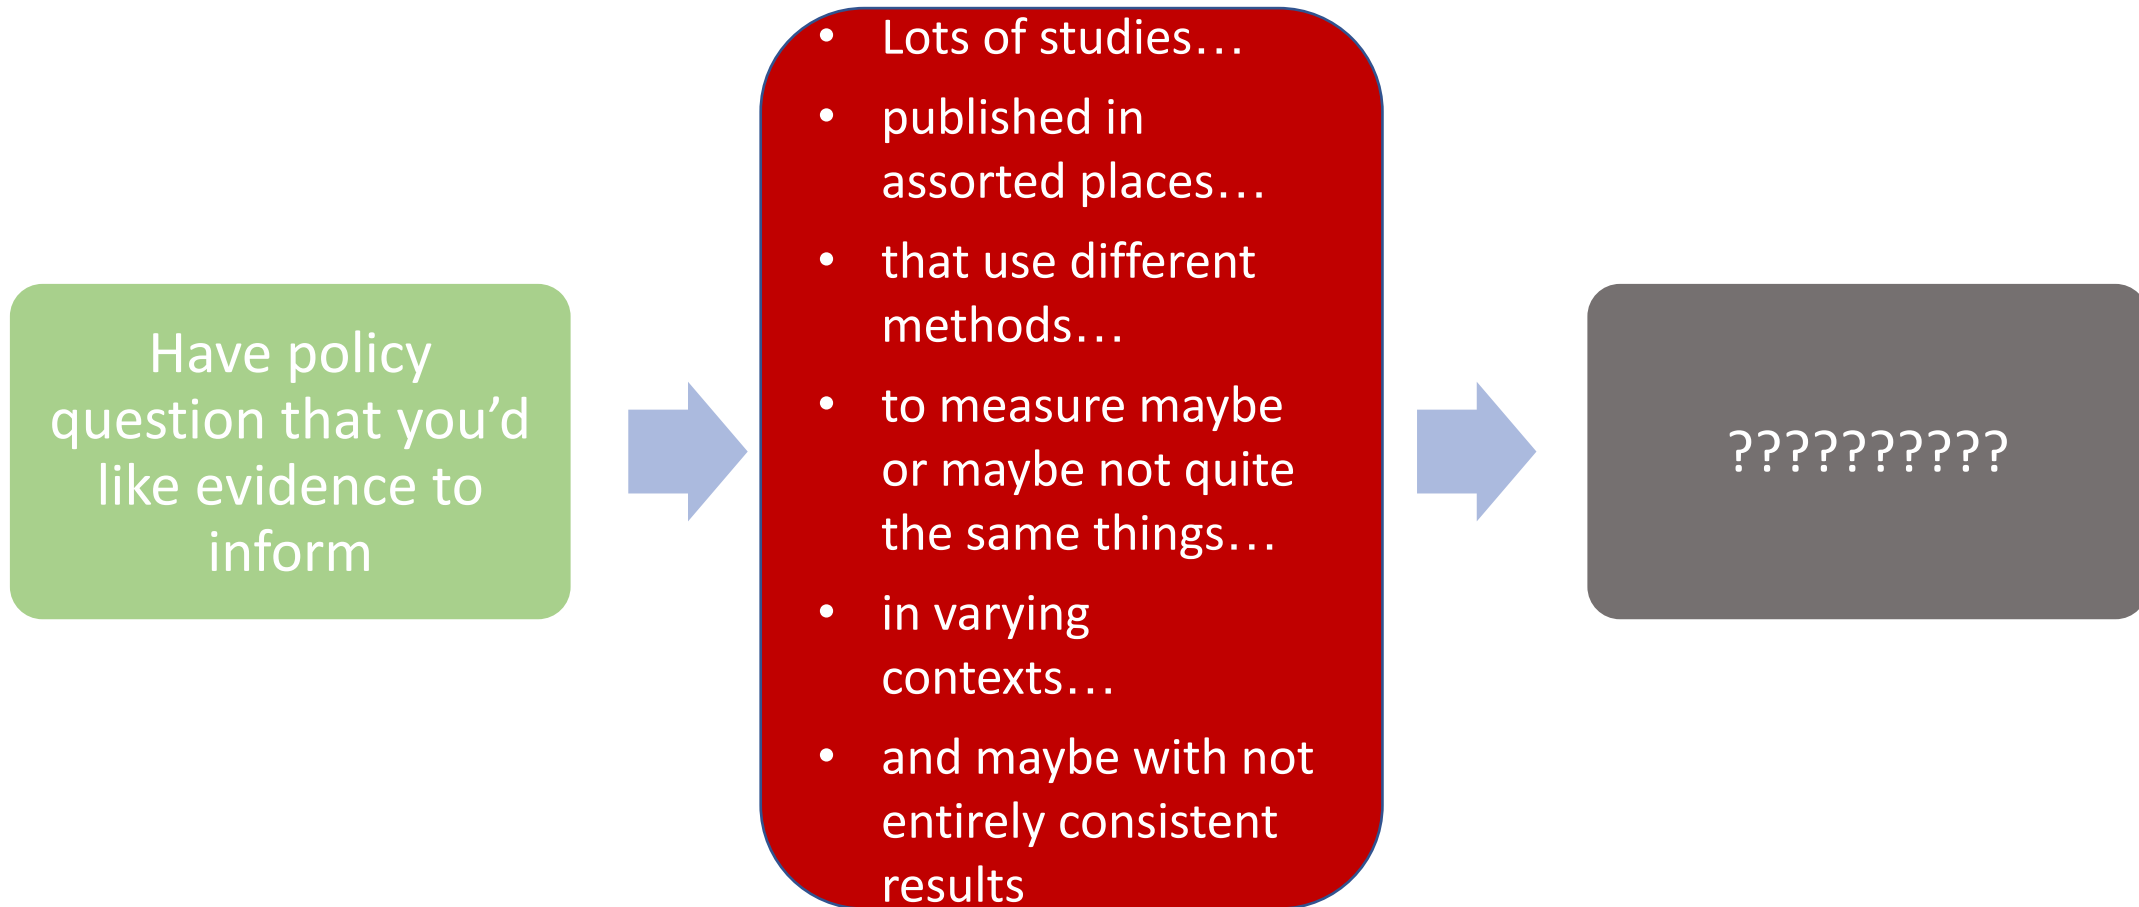 Have policy
question that you’d
like evidence to
inform
• Lots of studies…
• published in
assorted places…
• that use different
methods…
• to measure maybe
or maybe not quite
the same things…
• in varying
contexts…
• and maybe with not
entirely consistent
results
??????????